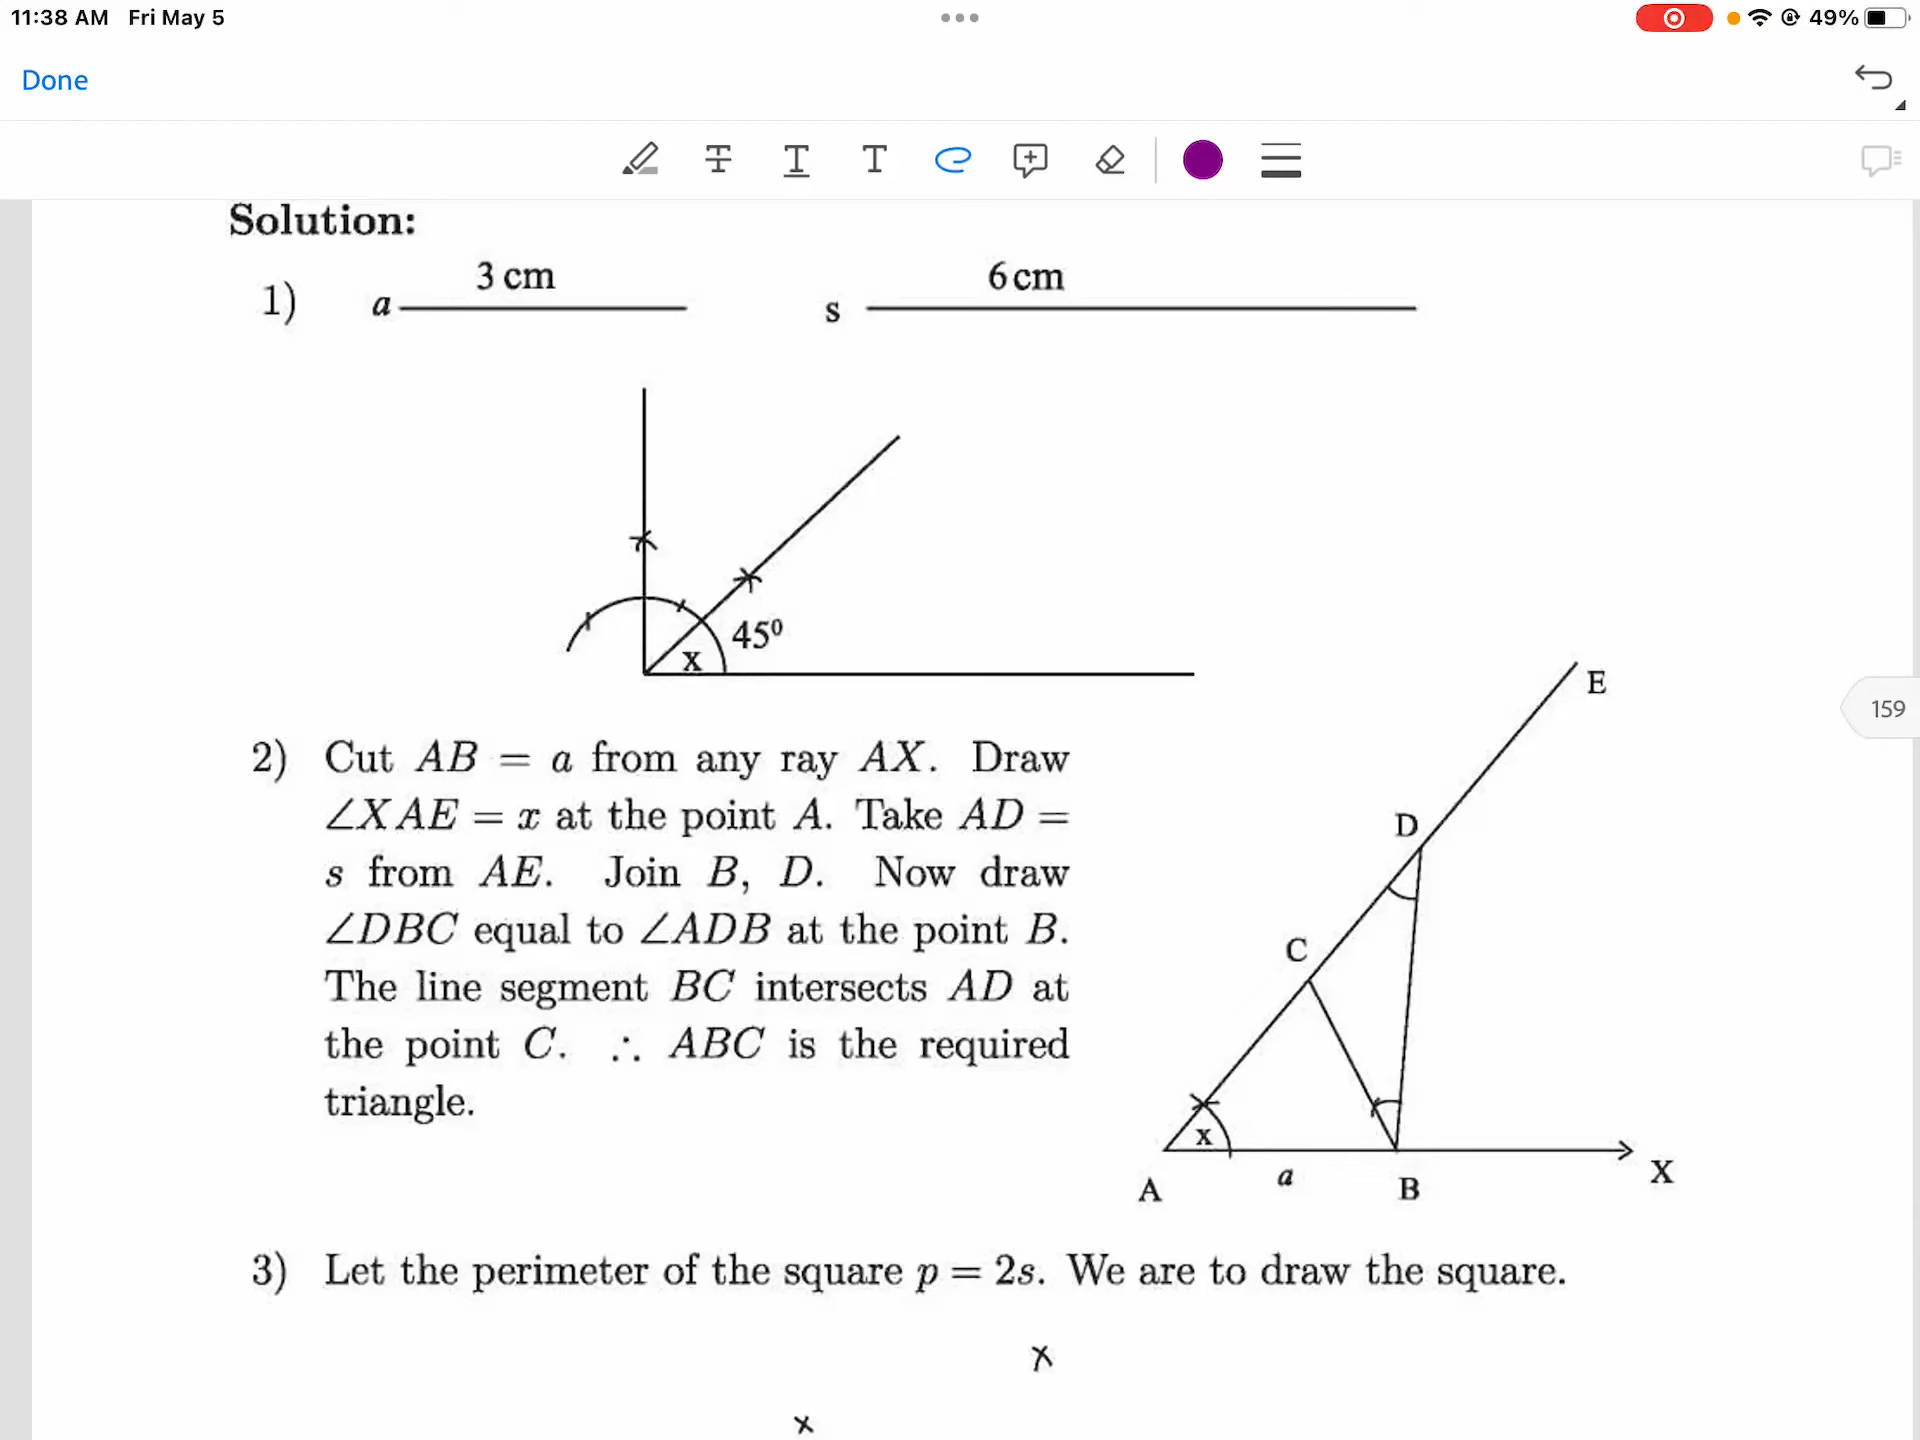 11:38 AM Fri May 5
49%
Done
T T T
Solution:
3 cm 6 cm
1) a s
45⁰
x
E
159
2) Cut AB = a from any ray AX. Draw
∠XAE = x at the point A. Take AD =
s from AE. Join B, D. Now draw
∠DBC equal to ∠ADB at the point B.
The line segment BC intersects AD at
the point C. ∴ ABC is the required
triangle.
D
C
x
A a B X
3) Let the perimeter of the square p = 2s. We are to draw the square.